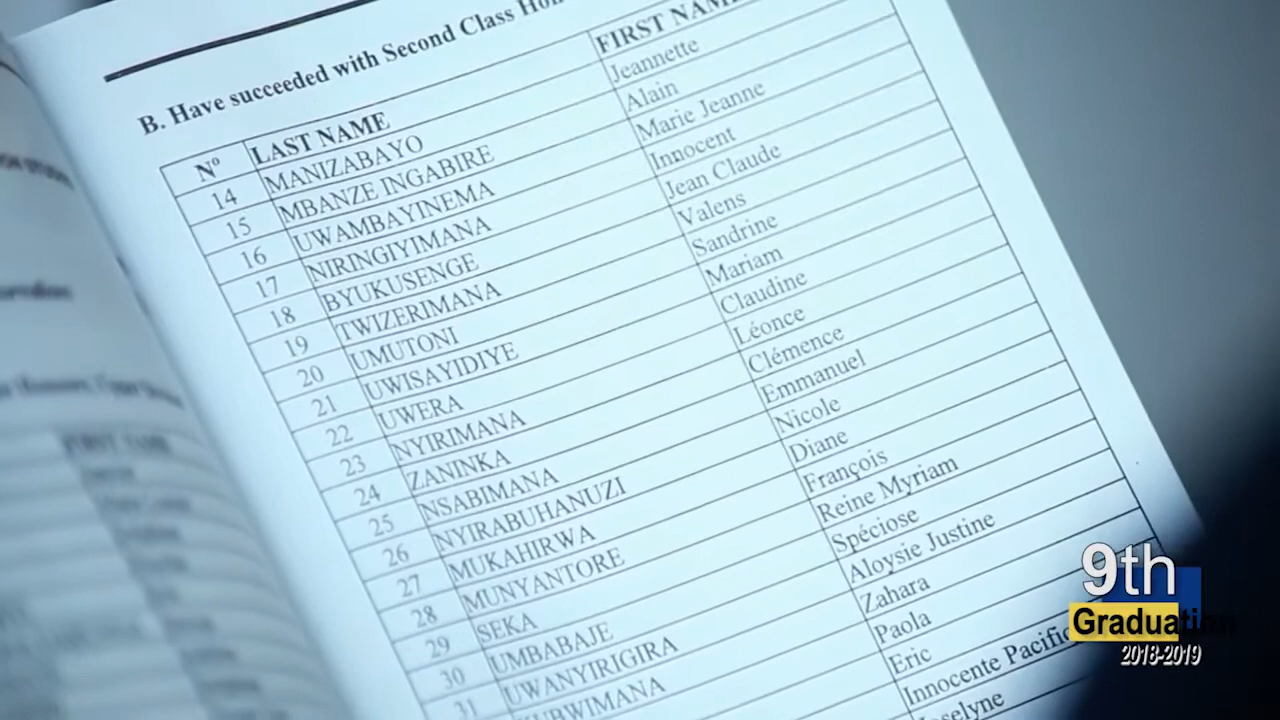 B. Have succeeded with Second Class
Nº LAST NAME FIRST NAME
14 MANIZABAYO Jeannette
15 MBANZE INGABIRE Alain
16 UWAMBAYINEMA Marie Jeanne
17 NIRINGIYIMANA Innocent
18 BYUKUSENGE Jean Claude
19 TWIZERIMANA Valens
20 UMUTONI Sandrine
21 UWISAYIDIYE Mariam
22 UWERA Claudine
23 NYIRIMANA Léonce
24 ZANINKA Clémence
25 NSABIMANA Emmanuel
26 NYIRABUHANUZI Nicole
27 MUKAHIRWA Diane
28 MUNYANTORE François
29 SEKA Reine Myriam
30 UMBABAJE Spéciose
31 UWANYIRIGIRA Aloysie Justine
KUBWIMANA Zahara
Paola
Eric
Innocente
9th
Graduation
2018-2019